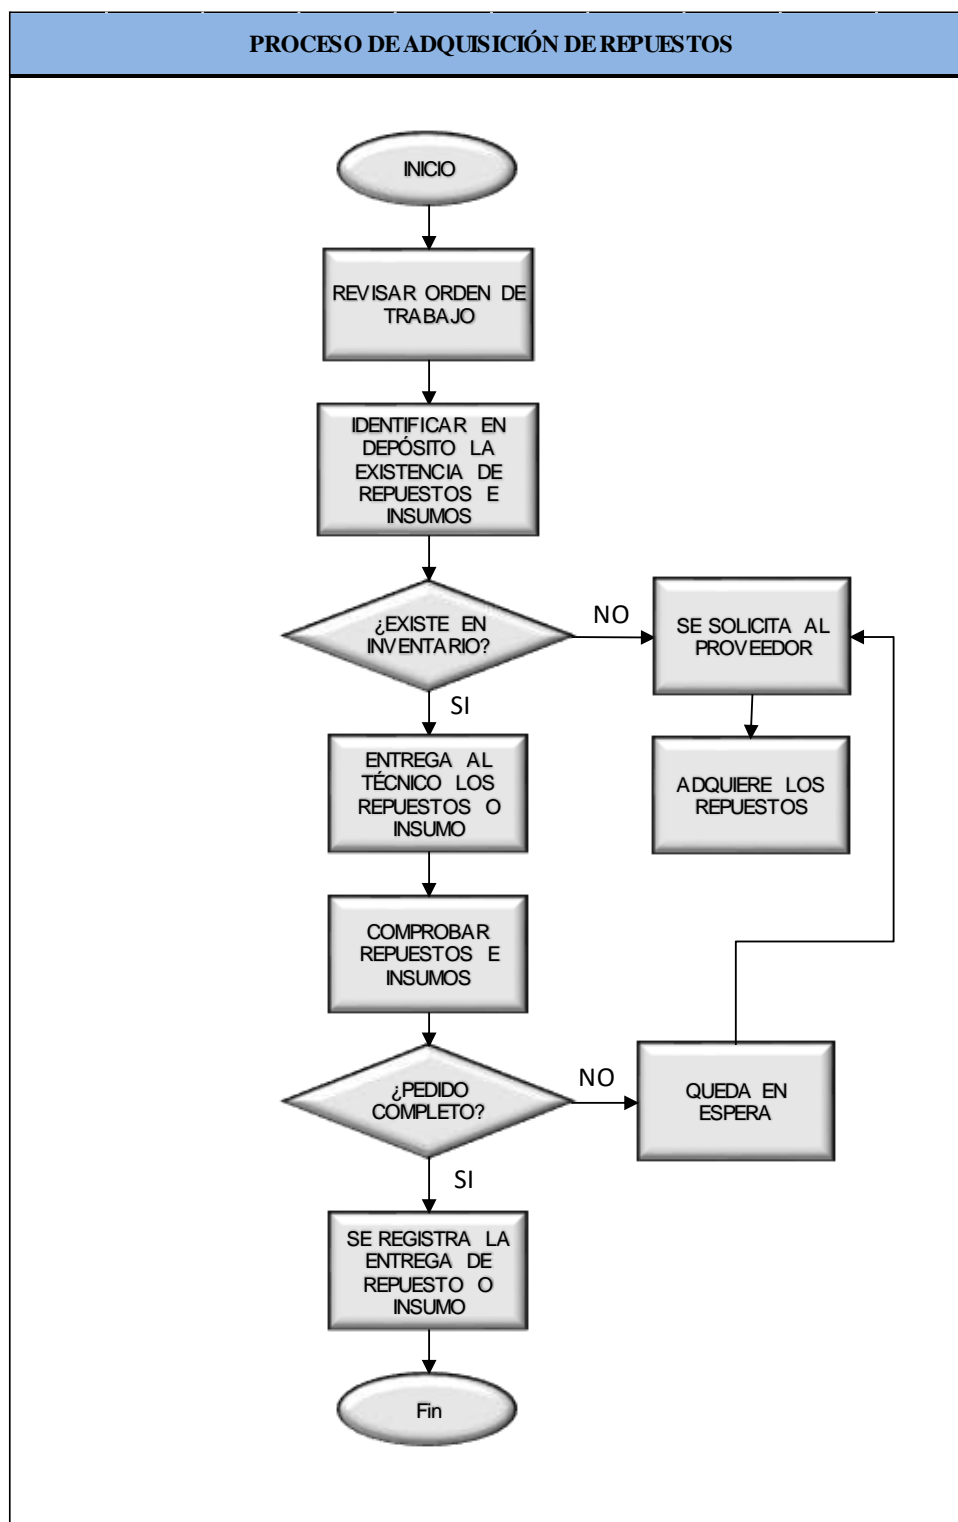 PROCESO DE ADQUISICIÓN DE REPUESTOS
INICIO
REVISAR ORDEN DE
TRABAJO
IDENTIFICAR EN
DEPÓSITO LA
EXISTENCIA DE
REPUESTOS E
INSUMOS
¿EXISTE EN
INVENTARIO?
NO
SE SOLICITA AL
PROVEEDOR
SI
ENTREGA AL
TÉCNICO LOS
REPUESTOS O
INSUMO
ADQUIERE LOS
REPUESTOS
COMPROBAR
REPUESTOS E
INSUMOS
¿PEDIDO
COMPLETO?
NO
QUEDA EN
ESPERA
SI
SE REGISTRA LA
ENTREGA DE
REPUESTO O
INSUMO
Fin